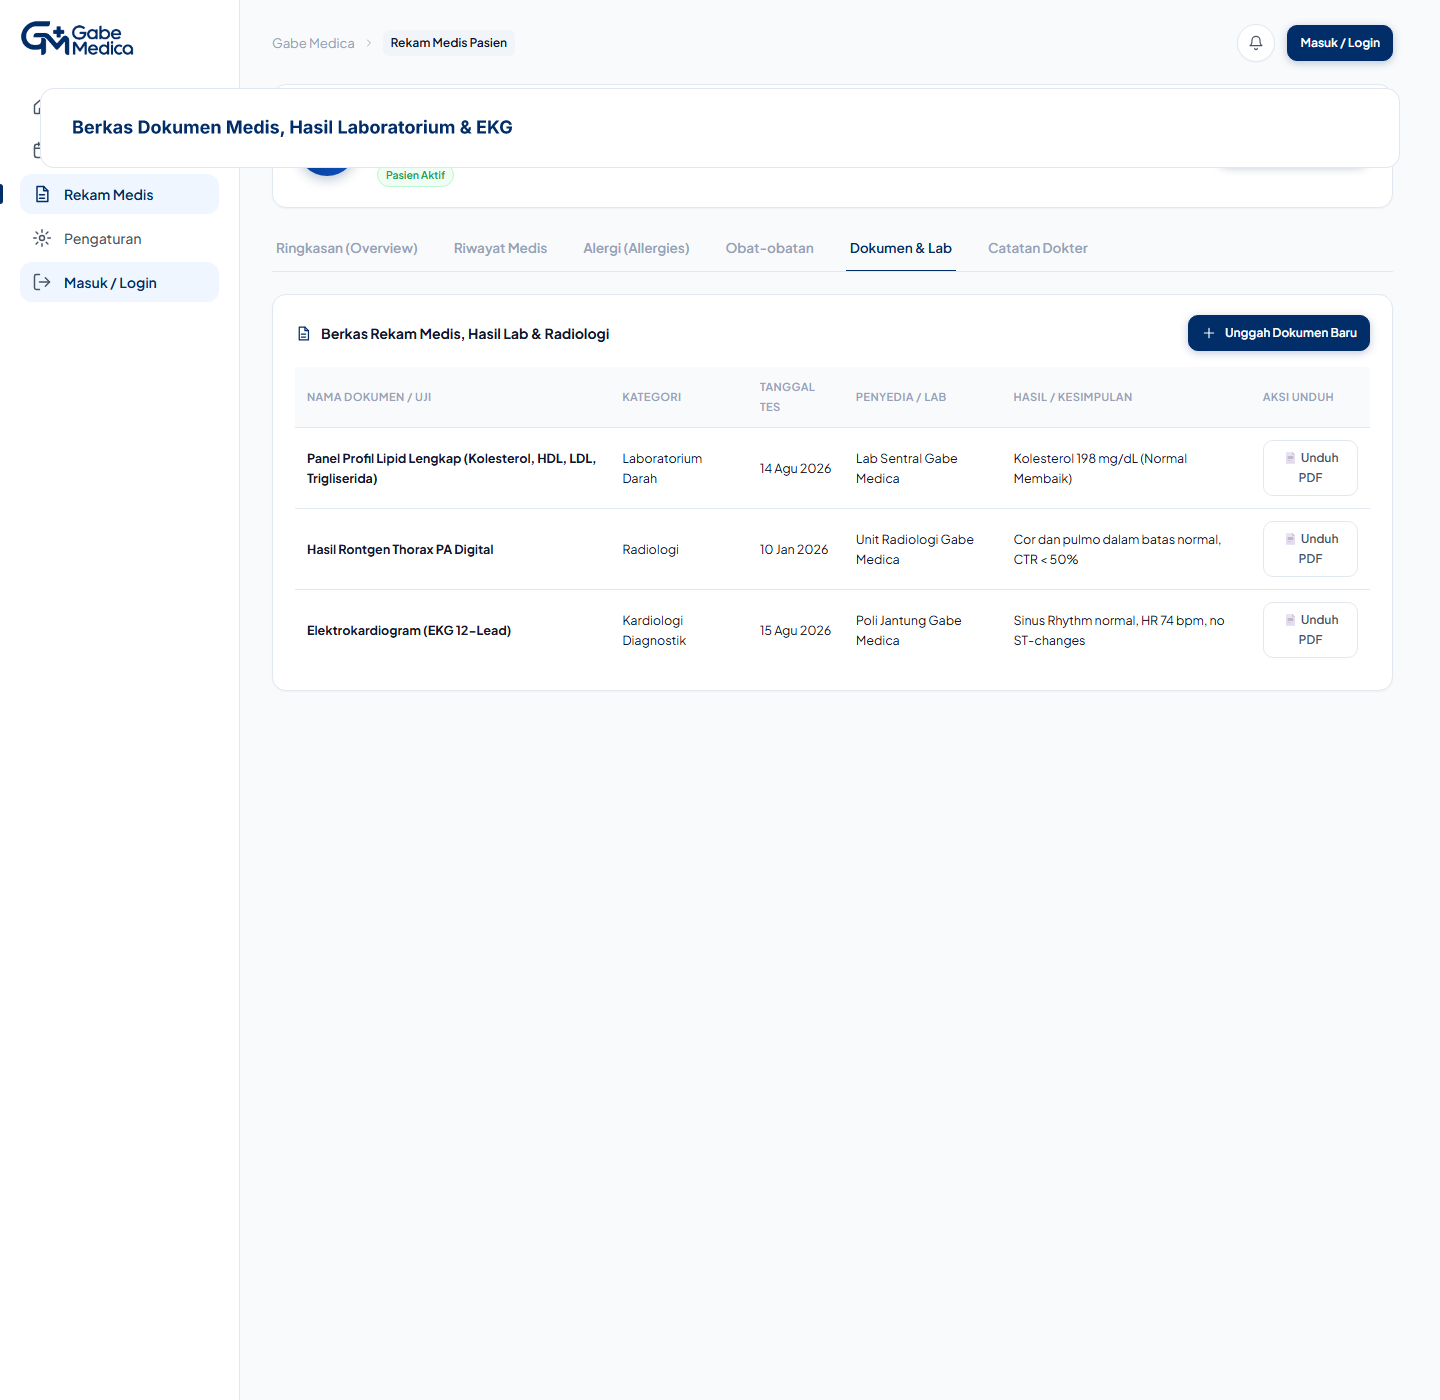 Gabe
Medica
Gabe Medica > Rekam Medis Pasien
Masuk / Login
Berkas Dokumen Medis, Hasil Laboratorium & EKG
Pasien Aktif
Rekam Medis
Pengaturan
Masuk / Login
Ringkasan (Overview)
Riwayat Medis
Alergi (Allergies)
Obat-obatan
Dokumen & Lab
Catatan Dokter
Berkas Rekam Medis, Hasil Lab & Radiologi
+ Unggah Dokumen Baru
NAMA DOKUMEN / UJI
KATEGORI
TANGGAL
TES
PENYEDIA / LAB
HASIL / KESIMPULAN
AKSI UNDUH
Panel Profil Lipid Lengkap (Kolesterol, HDL, LDL,
Trigliserida)
Laboratorium
Darah
14 Agu 2026
Lab Sentral Gabe
Medica
Kolesterol 198 mg/dL (Normal
Membaik)
Unduh
PDF
Hasil Rontgen Thorax PA Digital
Radiologi
10 Jan 2026
Unit Radiologi Gabe
Medica
Cor dan pulmo dalam batas normal,
CTR < 50%
Unduh
PDF
Elektrokardiogram (EKG 12-Lead)
Kardiologi
Diagnostik
15 Agu 2026
Poli Jantung Gabe
Medica
Sinus Rhythm normal, HR 74 bpm, no
ST-changes
Unduh
PDF